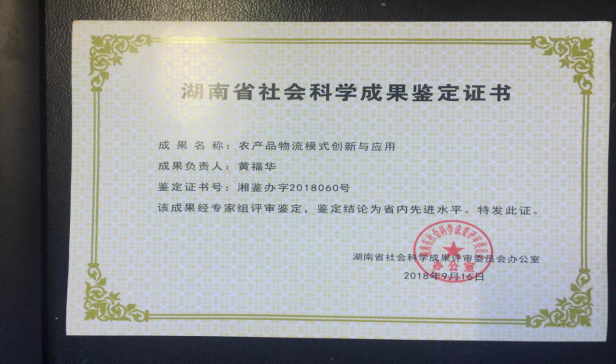 湖南省社会科学成果鉴定证书
成果名称：农产品物流模式创新与应用
成果负责人：黄福华
鉴定证书号：湘鉴办字2018060号
该成果经专家组评审鉴定，鉴定结论为省内先进水平。特发此证。
湖南省社会科学成果评审委员会办公室
2018年9月16日
办公室